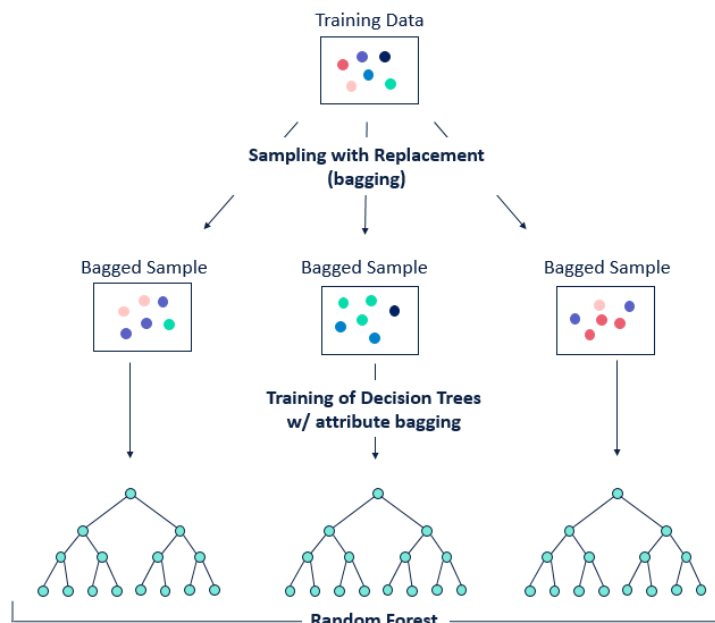 Training Data
Sampling with Replacement
(bagging)
Bagged Sample
Bagged Sample
Bagged Sample
Training of Decision Trees
w/ attribute bagging
Random Forest